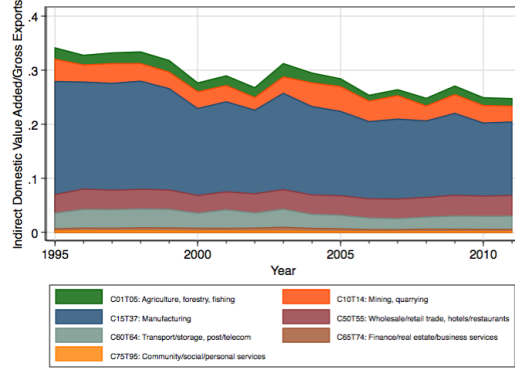 Indirect Domestic Value Added/Gross Exports
.4
.3
.2
.1
0
1995
2000
2005
2010
Year
C01T05: Agriculture, forestry, fishing
C10T14: Mining, quarrying
C15T37: Manufacturing
C50T55: Wholesale/retail trade, hotels/restaurants
C60T64: Transport/storage, post/telecom
C65T74: Finance/real estate/business services
C75T95: Community/social/personal services